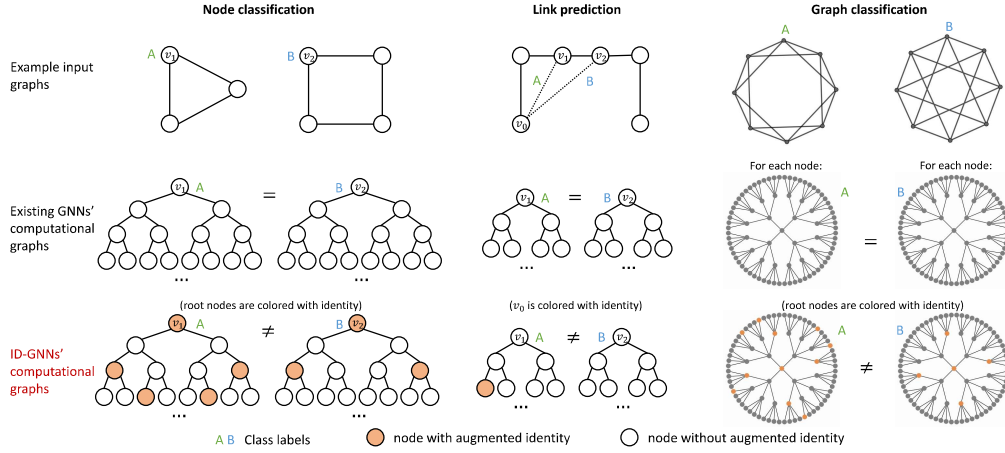 Node classification
Link prediction
Graph classification
Example input
graphs
A v1
B v2
v1 v2
A B
v0
A
B
For each node:
For each node:
Existing GNNs'
computational
graphs
v1 A = B v2
v1 A = B v2
A = B
...
...
...
...
(root nodes are colored with identity)
(v0 is colored with identity)
(root nodes are colored with identity)
ID-GNNs'
computational
graphs
v1 A ≠ B v2
v1 A ≠ B v2
A ≠ B
...
...
...
...
A B Class labels
node with augmented identity
node without augmented identity